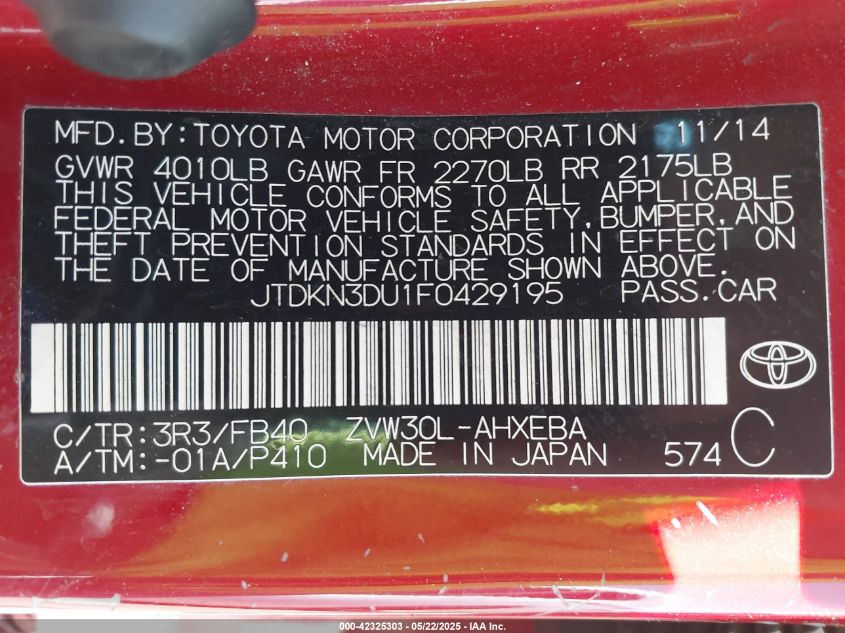 MFD.BY:TOYOTA MOTOR CORPORATION 11/14
GVWR 4010LB GAWR FR 2270LB RR 2175LB
THIS VEHICLE CONFORMS TO ALL APPLICABLE
FEDERAL MOTOR VEHICLE SAFETY,BUMPER,AND
THEFT PREVENTION STANDARDS IN EFFECT ON
THE DATE OF MANUFACTURE SHOWN ABOVE.
JTDKN3DU1F0429195 PASS.CAR
C/TR:3R3/FB40 ZVW30L-AHXEBA
A/TM:-01A/P410 MADE IN JAPAN 574 C
000-42325303 - 05/22/2025 - IAA Inc.